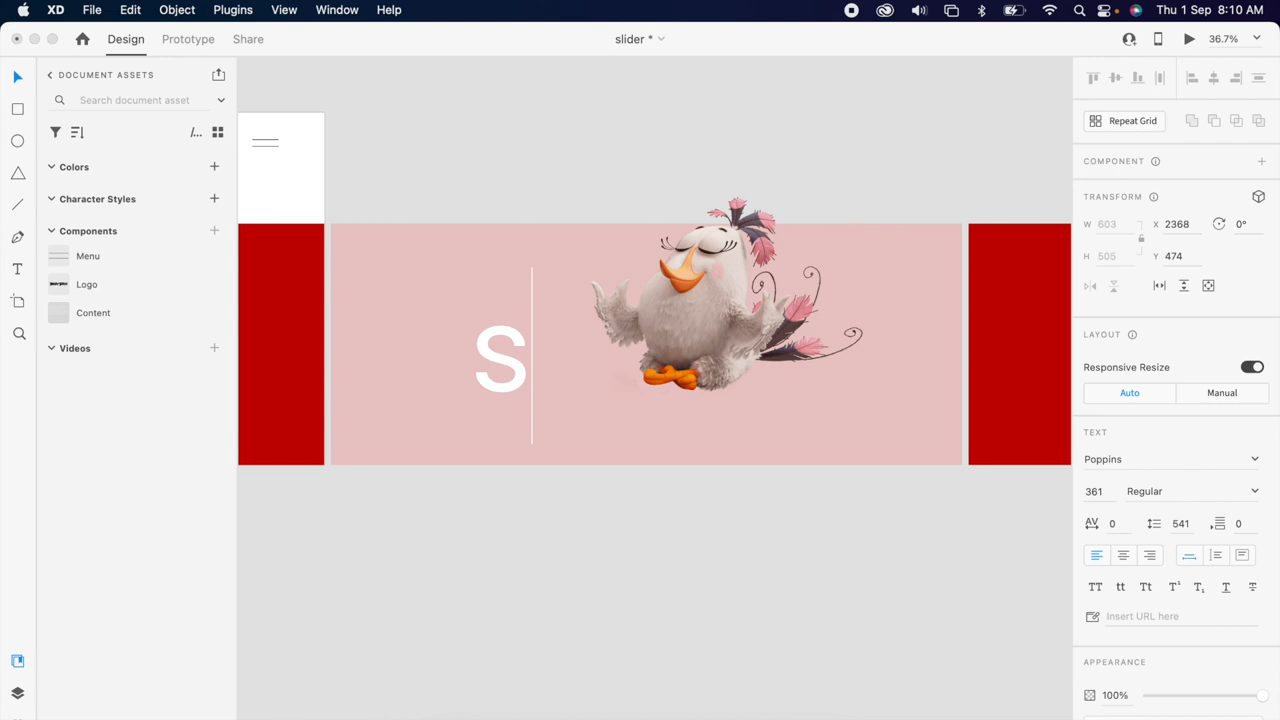 XD File Edit Object Plugins View Window Help Thu 1 Sep 8:10 AM
Design Prototype Share slider * 36.7%
DOCUMENT ASSETS
Search document asset
/...
Colors
Character Styles
Components
Menu
Logo
Content
Videos
S
Repeat Grid
COMPONENT
TRANSFORM
W 603 X 2368 0°
H 505 Y 474
LAYOUT
Responsive Resize
Auto Manual
TEXT
Poppins
361 Regular
AV 0 541 0
TT tt Tt T1 T1 T T
Insert URL here
APPEARANCE
100%